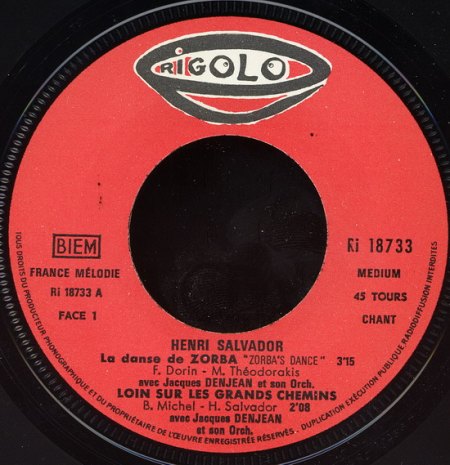 RIGOLO
BIEM
FRANCE MÉLODIE
Ri 18733 A
FACE 1
Ri 18733
MEDIUM
45 TOURS
CHANT
HENRI SALVADOR
La danse de ZORBA "ZORBA'S DANCE" 3'15
F. Dorin - M. Théodorakis
avec Jacques DENJEAN et son Orch.
LOIN SUR LES GRANDS CHEMINS
B. Michel - H. Salvador 2'08
avec Jacques DENJEAN
et son Orch.
TOUS DROITS DU PRODUCTEUR PHONOGRAPHIQUE ET DU PROPRIÉTAIRE DE L'ŒUVRE ENREGISTRÉE RÉSERVÉS - DUPLICATION EXÉCUTION PUBLIQUE RADIODIFFUSION INTERDITES